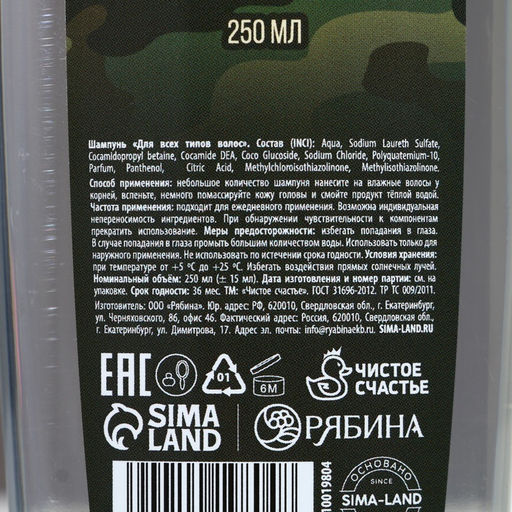 250 МЛ
Шампунь «Для всех типов волос». Состав (INCI): Aqua, Sodium Laureth Sulfate,
Cocamidopropyl betaine, Cocamide DEA, Coco Glucoside, Sodium Chloride, Polyquaternium-10,
Parfum, Panthenol, Citric Acid, Methylchloroisothiazolinone, Methylisothiazolinone.
Способ применения: небольшое количество шампуня нанесите на влажные волосы у
корней, вспеньте, немного помассируйте кожу головы и смойте продукт тёплой водой.
Частота применения: подходит для ежедневного применения. Возможна индивидуальная
непереносимость ингредиентов. При обнаружении чувствительности к компонентам
прекратить использование. Меры предосторожности: избегать попадания в глаза.
В случае попадания в глаза промыть большим количеством воды. Использовать только для
наружного применения. Не использовать по истечении срока годности. Условия хранения:
при температуре от +5 °С до +25 °С. Избегать воздействия прямых солнечных лучей.
Номинальный объём: 250 мл (± 15 мл). Дата изготовления и номер партии: см. на
упаковке. Срок годности: 36 мес. ТМ: «Чистое счастье». ГОСТ 31696-2012. ТР ТС 009/2011.
Изготовитель: ООО «Рябина». Юр. адрес: РФ, 620010, Свердловская обл., г. Екатеринбург,
ул. Черняховского, 86, офис 46. Фактический адрес: Россия, 620010, Свердловская обл.,
г. Екатеринбург, ул. Димитрова, 17. Адрес эл. почты: info@ryabinaekb.ru. SIMA-LAND.RU
ЕАС
01
6M
ЧИСТОЕ
СЧАСТЬЕ
SIMA
LAND
РЯБИНА
10019804
ОСНОВАНО
SINCE
SIMA-LAND